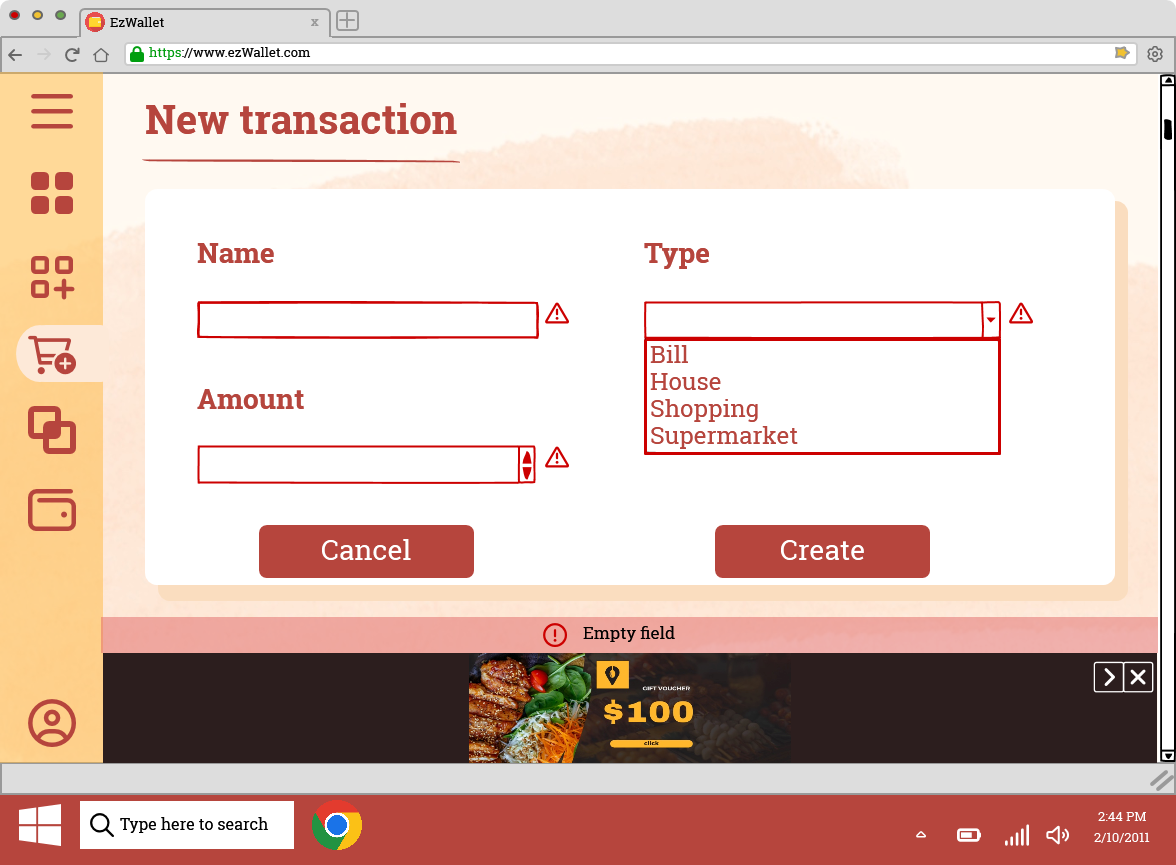 EzWallet
x
https://www.ezWallet.com
New transaction
Name
Type
Bill
House
Shopping
Supermarket
Amount
Cancel
Create
Empty field
GIFT VOUCHER
$100
click
Type here to search
2:44 PM
2/10/2011